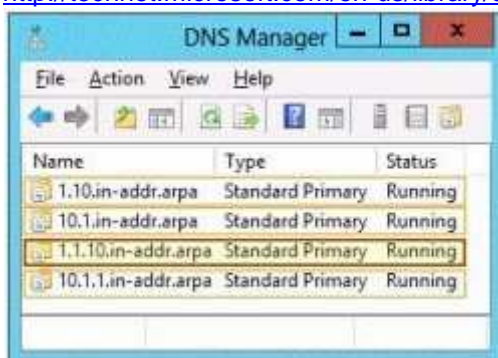 DNS Manager
File Action View Help
Name Type Status
1.10.in-addr.arpa Standard Primary Running
10.1.in-addr.arpa Standard Primary Running
1.1.10.in-addr.arpa Standard Primary Running
10.1.1.in-addr.arpa Standard Primary Running